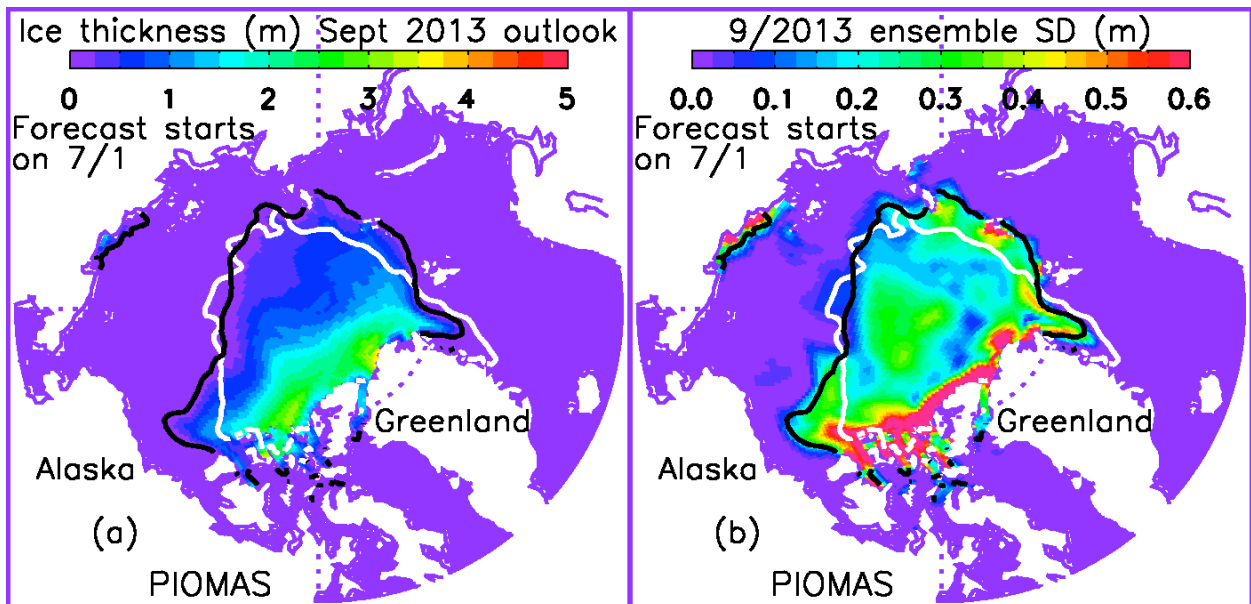 Ice thickness (m) Sept 2013 outlook
0 1 2 3 4 5
Forecast starts
on 7/1
Greenland
Alaska
(a)
PIOMAS
9/2013 ensemble SD (m)
0.0 0.1 0.2 0.3 0.4 0.5 0.6
Forecast starts
on 7/1
Greenland
Alaska
(b)
PIOMAS